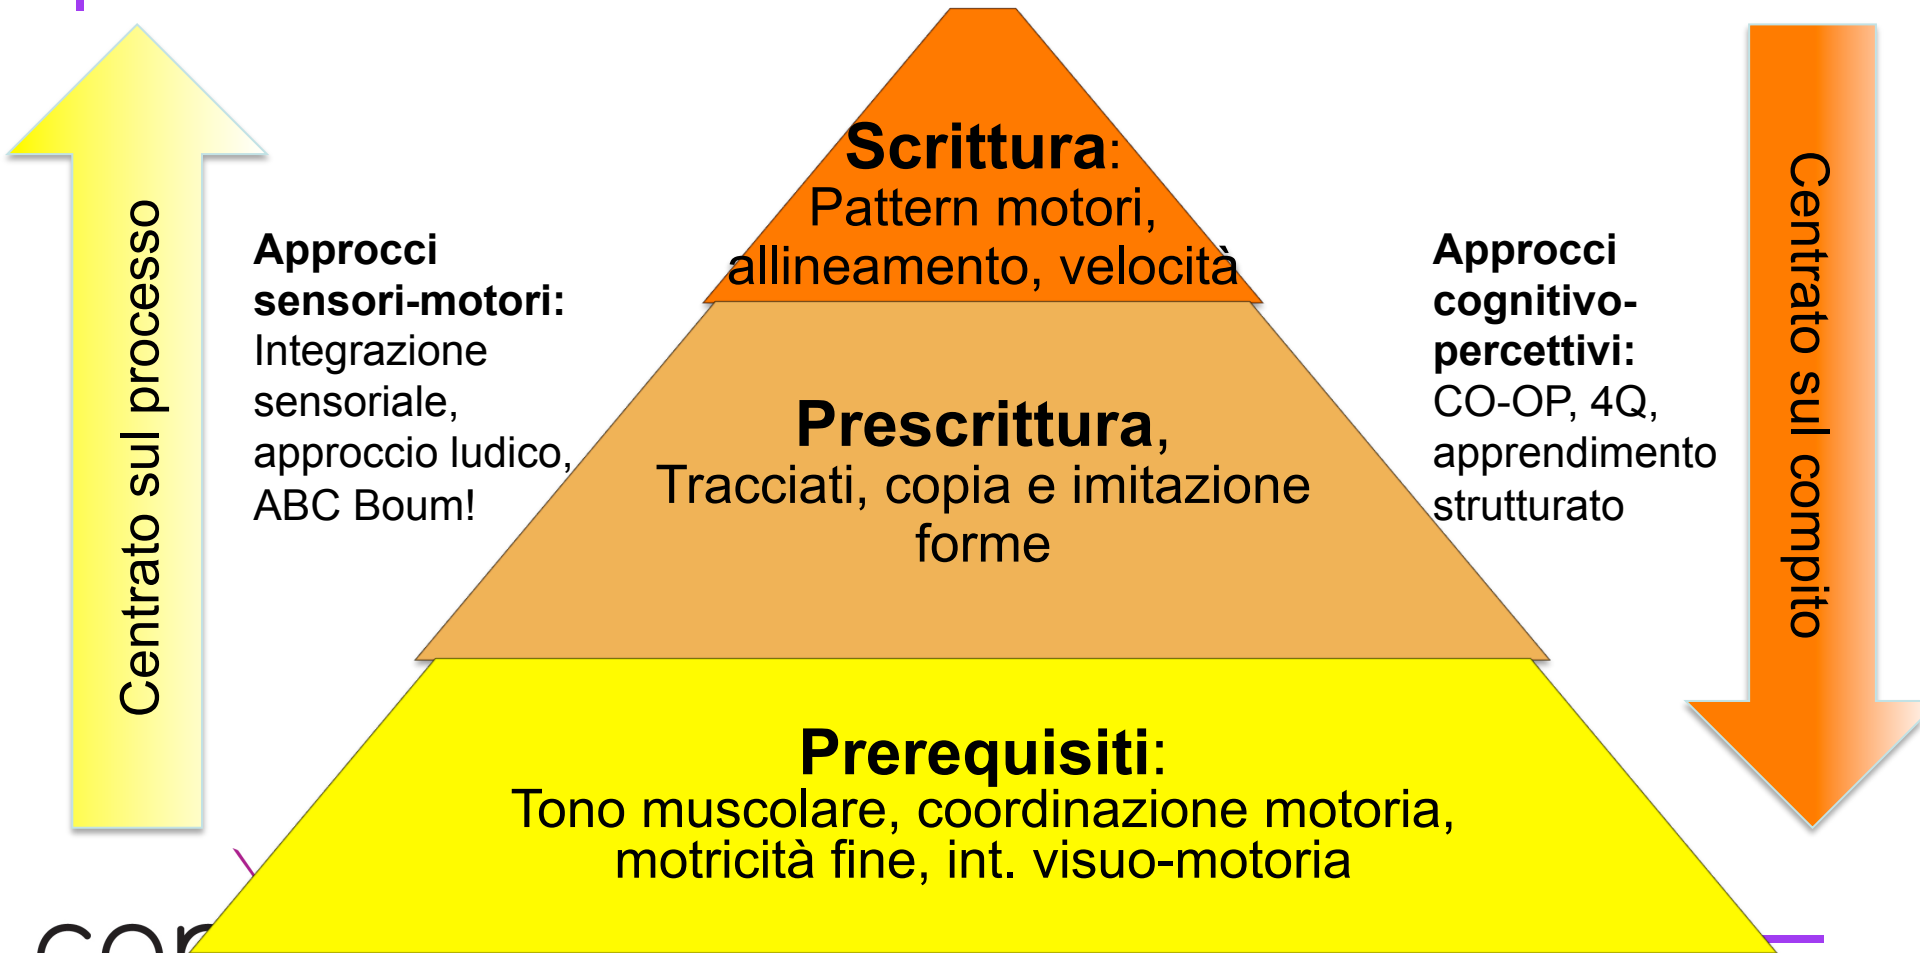 Centrato sul processo
Approcci
sensori-motori:
Integrazione
sensoriale,
approccio ludico,
ABC Boum!
Scrittura:
Pattern motori,
allineamento, velocità
Prescrittura,
Tracciati, copia e imitazione
forme
Prerequisiti:
Tono muscolare, coordinazione motoria,
motricità fine, int. visuo-motoria
Approcci
cognitivo-
percettivi:
CO-OP, 4Q,
apprendimento
strutturato
Centrato sul compito